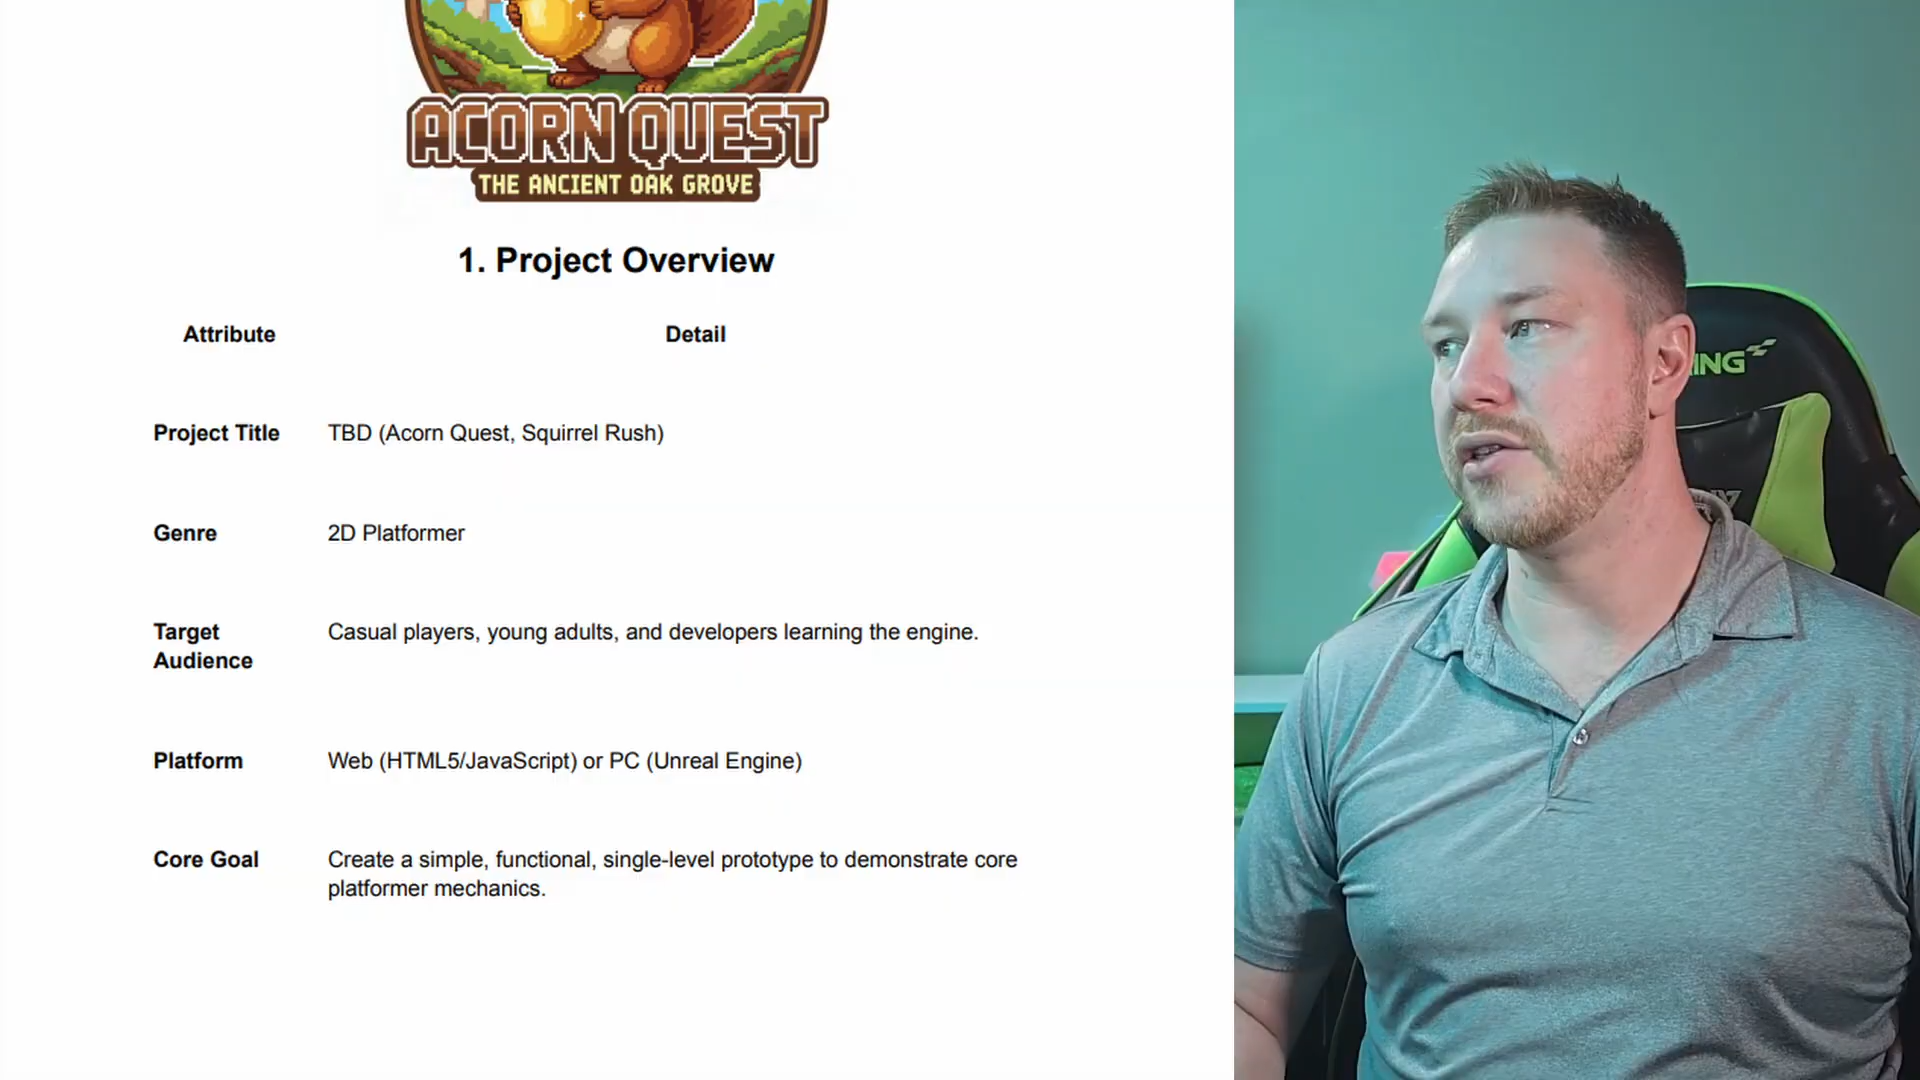 ACORN QUEST
THE ANCIENT OAK GROVE
1. Project Overview
Attribute Detail
Project Title TBD (Acorn Quest, Squirrel Rush)
Genre 2D Platformer
Target Casual players, young adults, and developers learning the engine.
Audience
Platform Web (HTML5/JavaScript) or PC (Unreal Engine)
Core Goal Create a simple, functional, single-level prototype to demonstrate core
platformer mechanics.